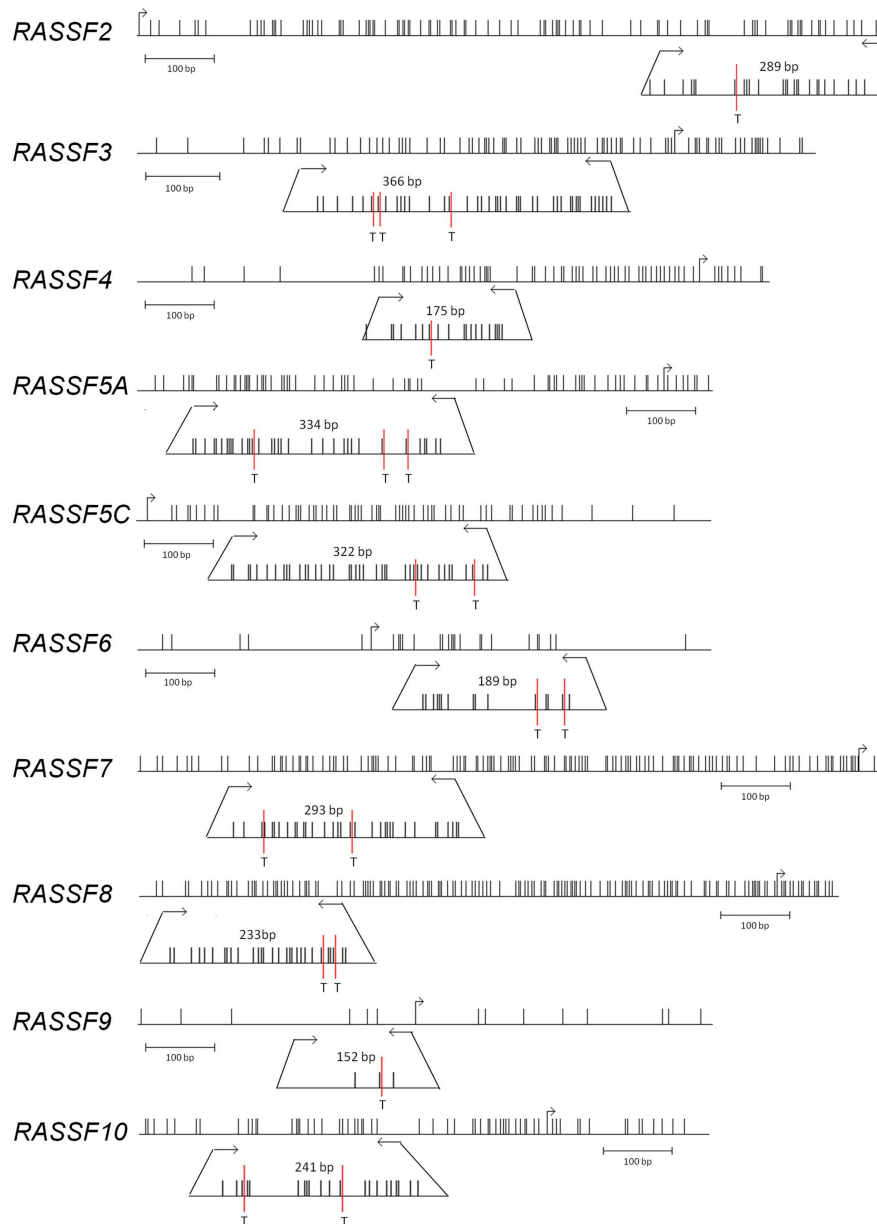 RASSF2
100 bp
289 bp
T
RASSF3
100 bp
366 bp
T T T
RASSF4
100 bp
175 bp
T
RASSF5A
100 bp
334 bp
T T T
RASSF5C
100 bp
322 bp
T T
RASSF6
100 bp
189 bp
T T
RASSF7
100 bp
293 bp
T T
RASSF8
100 bp
233bp
T T
RASSF9
100 bp
152 bp
T
RASSF10
100 bp
241 bp
T T